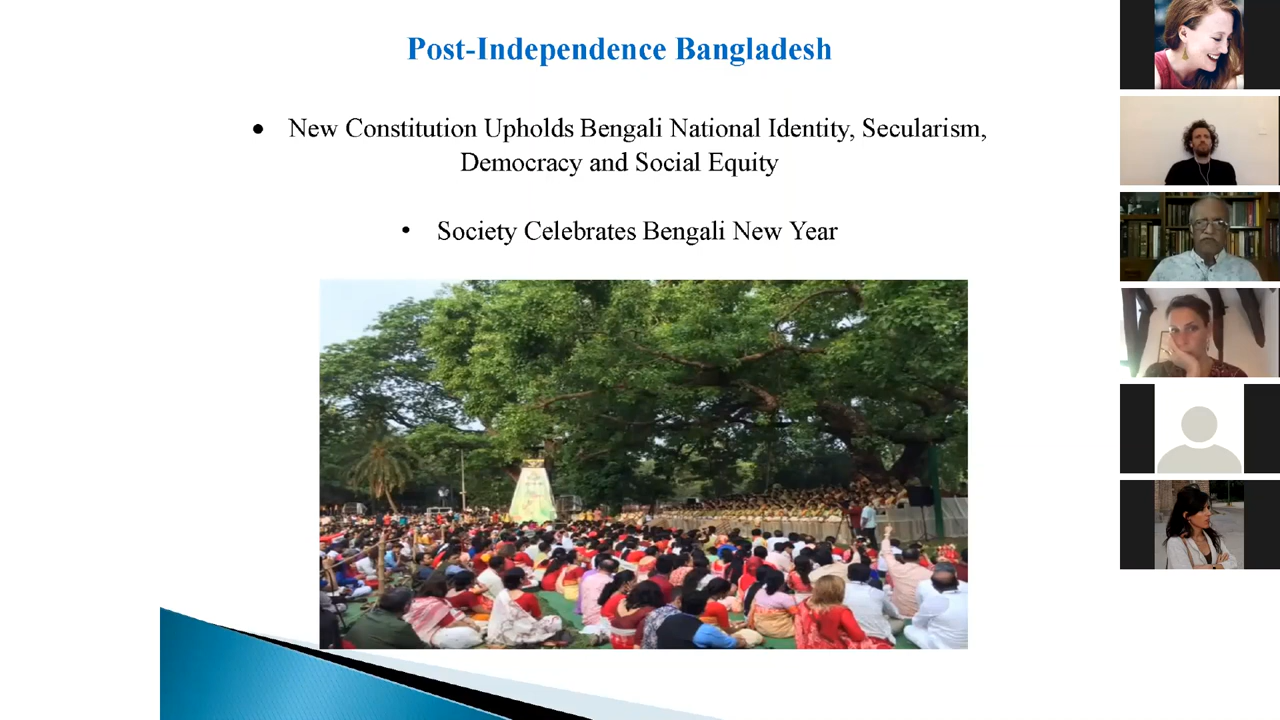 Post-Independence Bangladesh
• New Constitution Upholds Bengali National Identity, Secularism,
Democracy and Social Equity
• Society Celebrates Bengali New Year